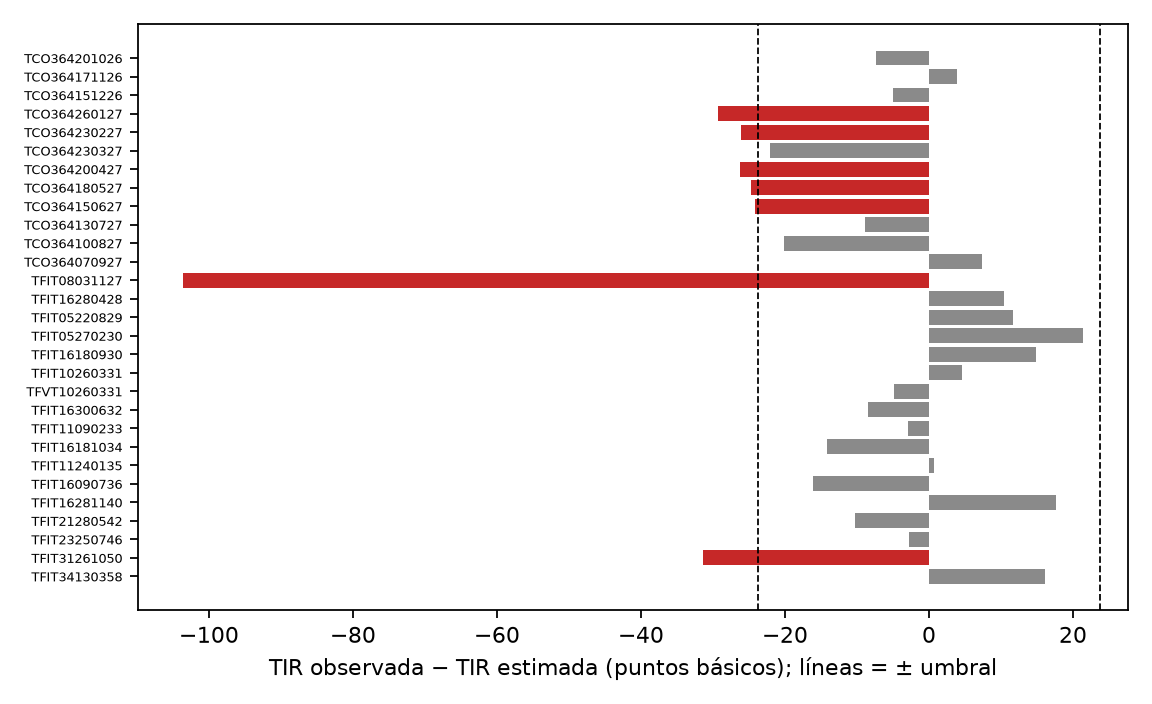 TCO364201026
TCO364171126
TCO364151226
TCO364260127
TCO364230227
TCO364230327
TCO364200427
TCO364180527
TCO364150627
TCO364130727
TCO364100827
TCO364070927
TFIT08031127
TFIT16280428
TFIT05220829
TFIT05270230
TFIT16180930
TFIT10260331
TFVT10260331
TFIT16300632
TFIT11090233
TFIT16181034
TFIT11240135
TFIT16090736
TFIT16281140
TFIT21280542
TFIT23250746
TFIT31261050
TFIT34130358
−100 −80 −60 −40 −20 0 20
TIR observada − TIR estimada (puntos básicos); líneas = ± umbral